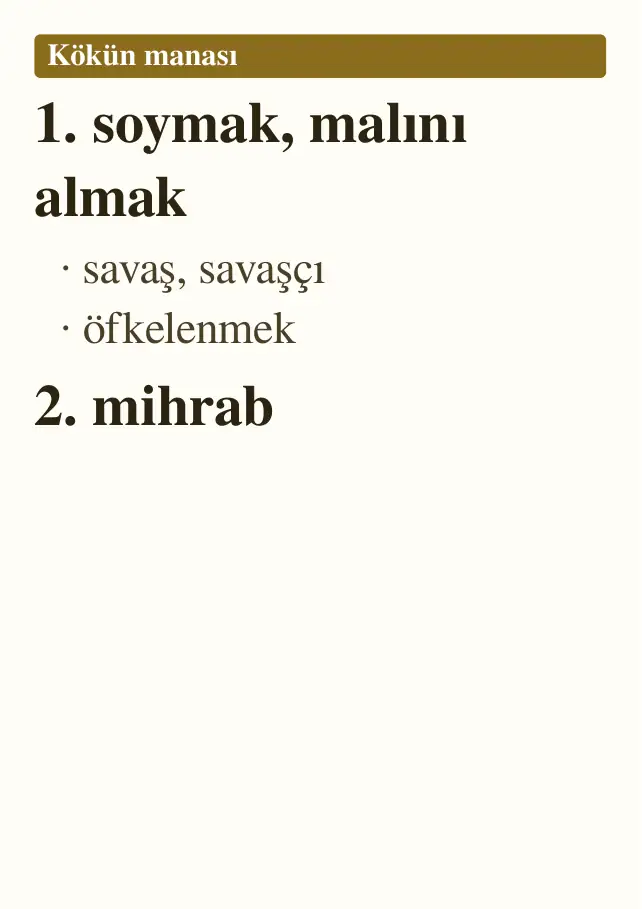 Kökün manası
1. soymak, malını
almak
· savaş, savaşçı
· öfkelenmek
2. mihrab